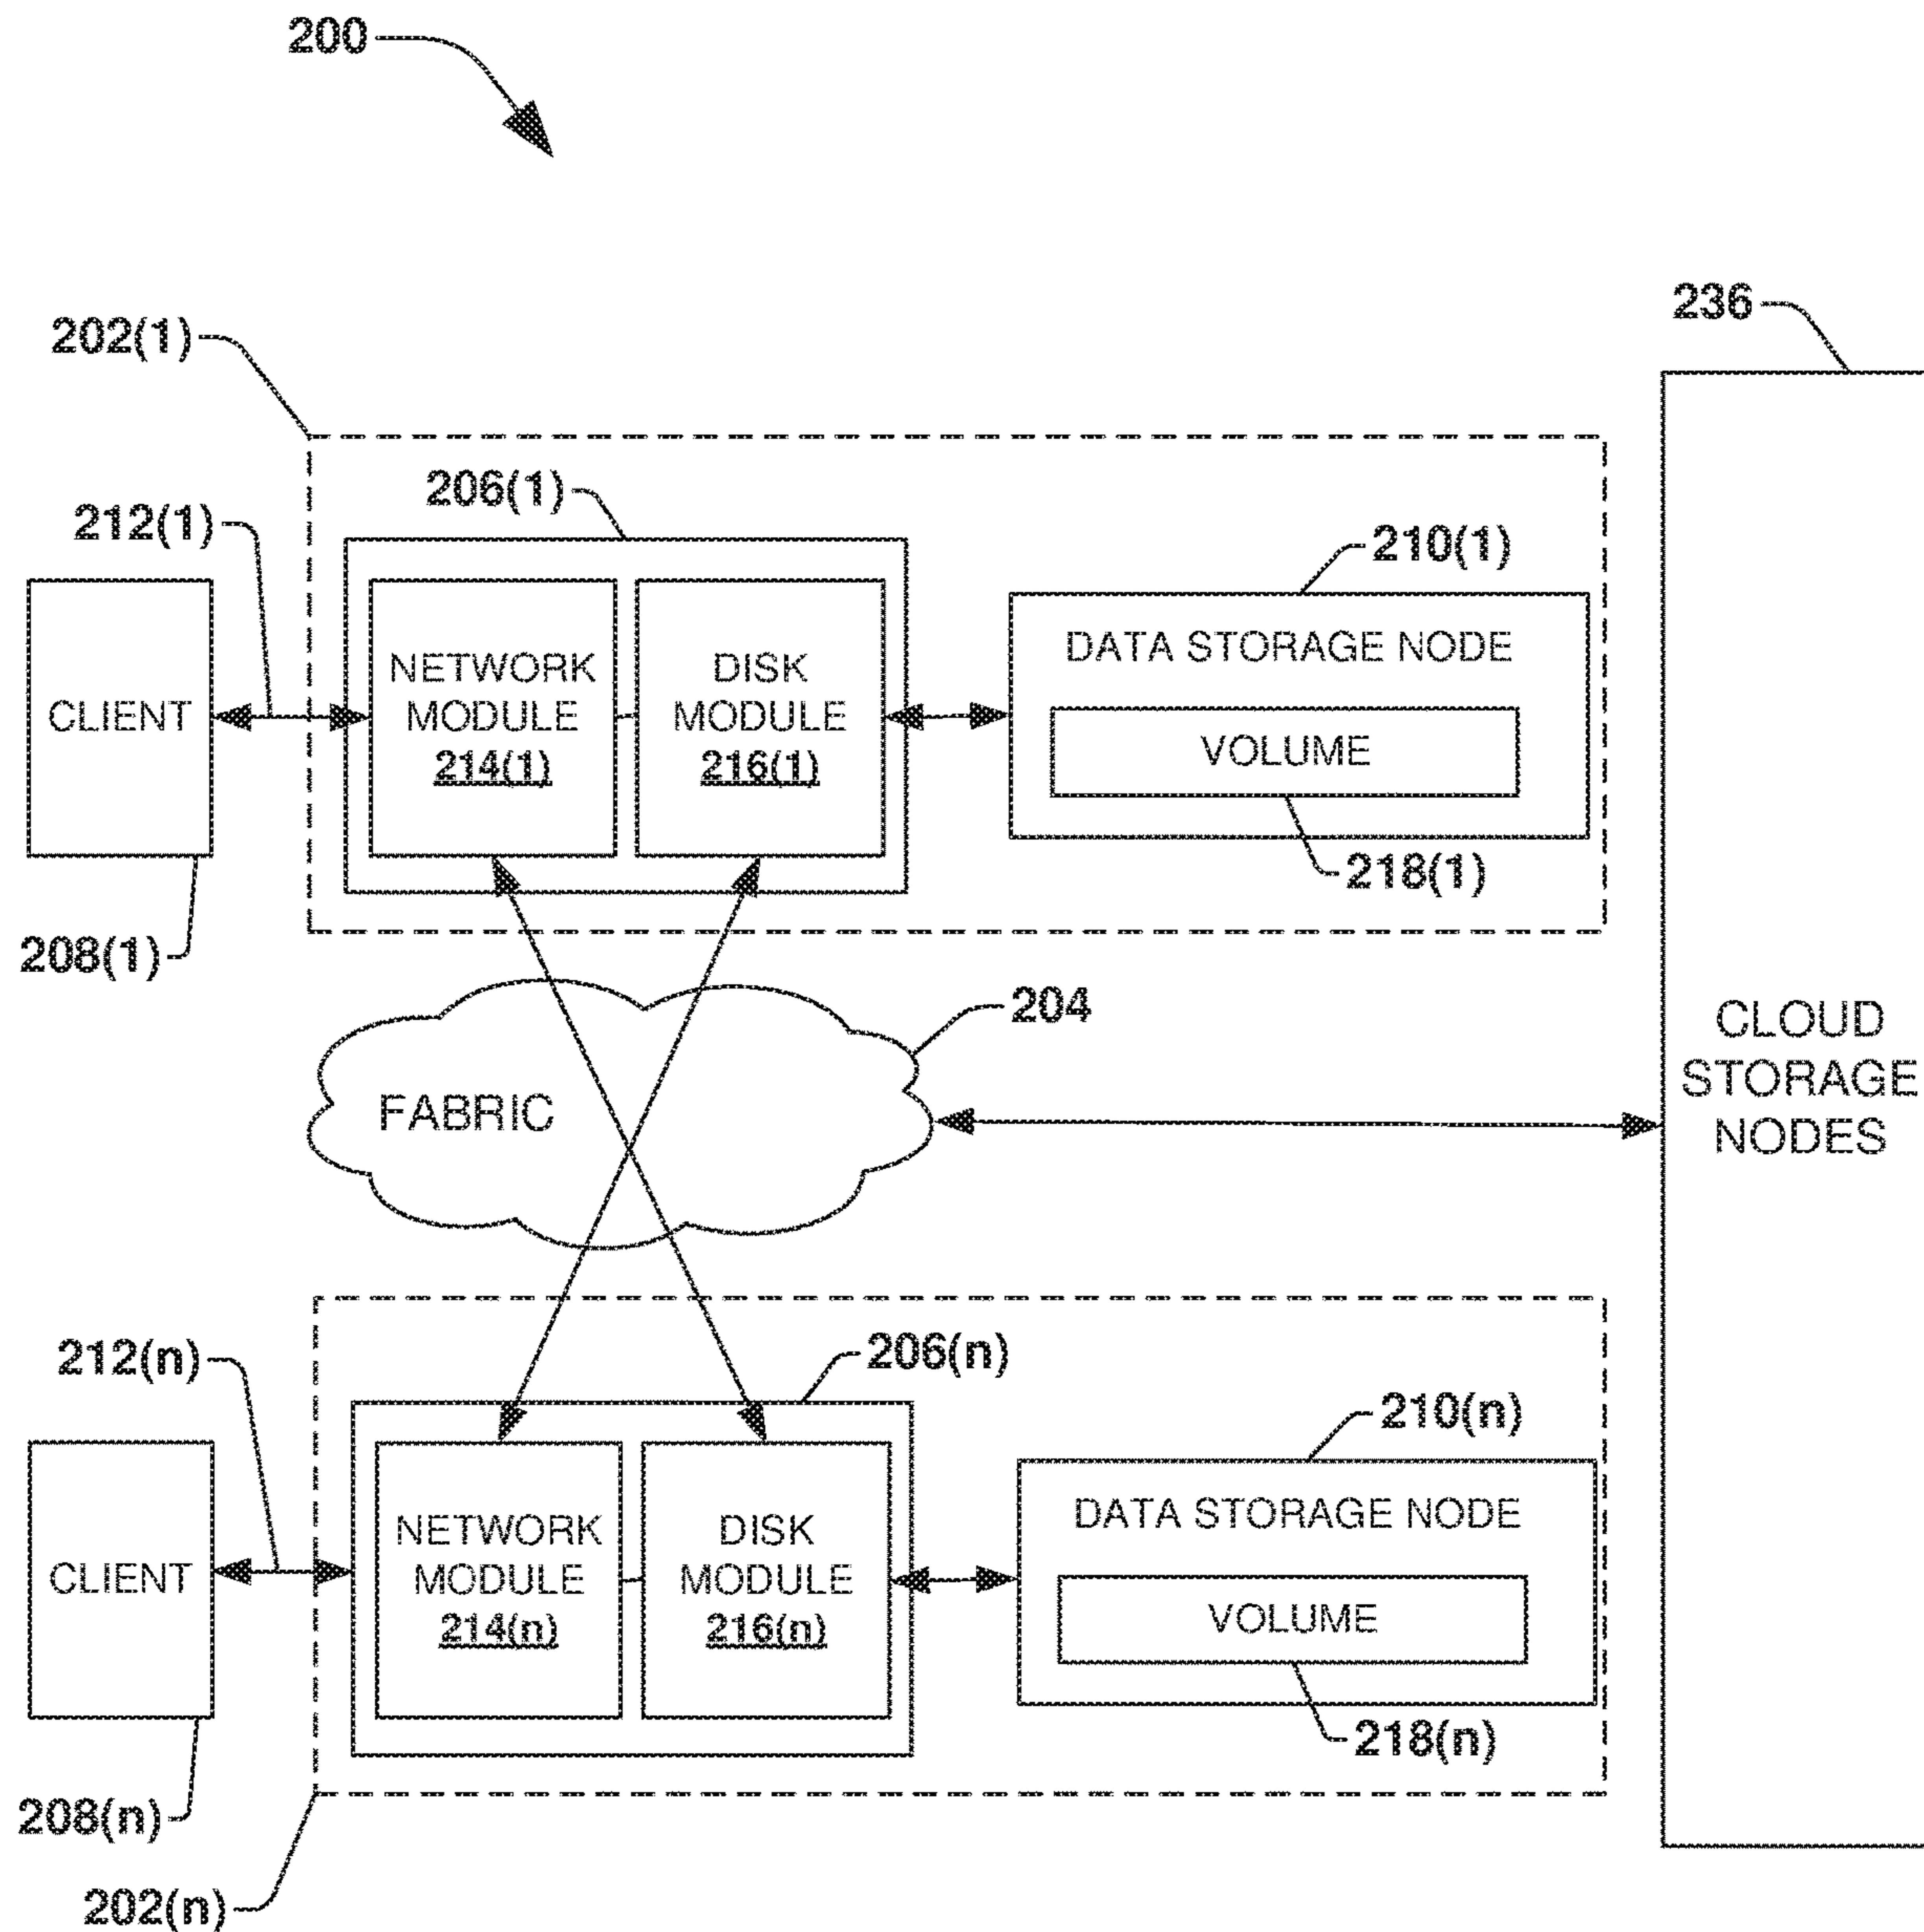 200
236
202(1)
206(1)
212(1)
210(1)
CLIENT
NETWORK
MODULE
214(1)
DISK
MODULE
216(1)
DATA STORAGE NODE
VOLUME
218(1)
208(1)
204
FABRIC
CLOUD
STORAGE
NODES
212(n)
206(n)
210(n)
CLIENT
NETWORK
MODULE
214(n)
DISK
MODULE
216(n)
DATA STORAGE NODE
VOLUME
218(n)
208(n)
202(n)